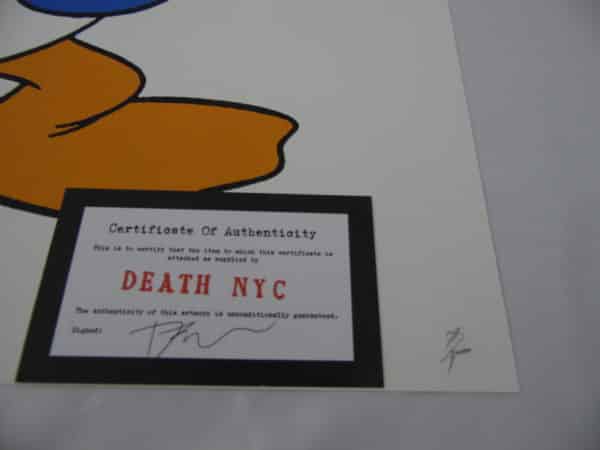 Certificate Of Authenticity
This is to certify that the item to which this certificate is
attached as supplied by
DEATH NYC
The authenticity of this artwork is unconditionally guaranteed.
Signed: